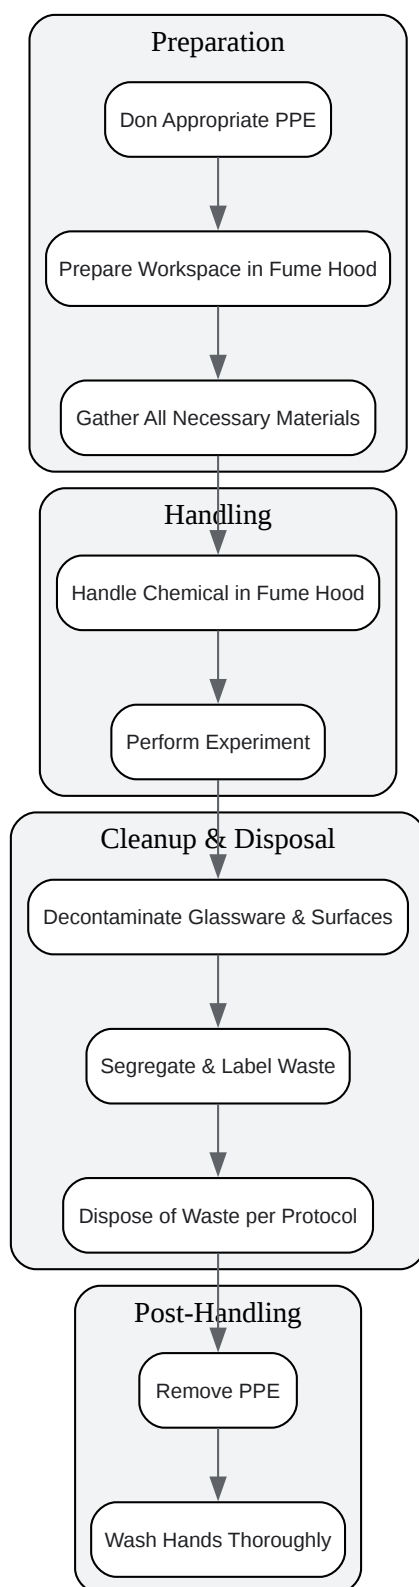 Preparation
Don Appropriate PPE
Prepare Workspace in Fume Hood
Gather All Necessary Materials
Handling
Handle Chemical in Fume Hood
Perform Experiment
Cleanup & Disposal
Decontaminate Glassware & Surfaces
Segregate & Label Waste
Dispose of Waste per Protocol
Post-Handling
Remove PPE
Wash Hands Thoroughly